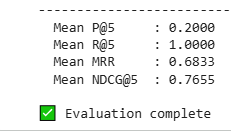 ----------------------------
Mean P@5     : 0.2000
Mean R@5     : 1.0000
Mean MRR     : 0.6833
Mean NDCG@5  : 0.7655
✅ Evaluation complete